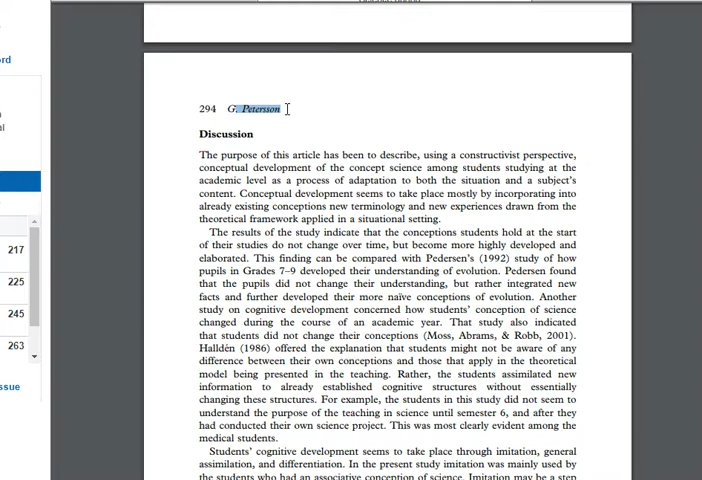 ord
al
217
225
245
263
ssue
294 G. Petersson
Discussion
The purpose of this article has been to describe, using a constructivist perspective,
conceptual development of the concept science among students studying at the
academic level as a process of adaptation to both the situation and a subject's
content. Conceptual development seems to take place mostly by incorporating into
already existing conceptions new terminology and new experiences drawn from the
theoretical framework applied in a situational setting.
The results of the study indicate that the conceptions students hold at the start
of their studies do not change over time, but become more highly developed and
elaborated. This finding can be compared with Pedersen's (1992) study of how
pupils in Grades 7–9 developed their understanding of evolution. Pedersen found
that the pupils did not change their understanding, but rather integrated new
facts and further developed their more naïve conceptions of evolution. Another
study on cognitive development concerned how students' conception of science
changed during the course of an academic year. That study also indicated
that students did not change their conceptions (Moss, Abrams, & Robb, 2001).
Halldén (1986) offered the explanation that students might not be aware of any
difference between their own conceptions and those that apply in the theoretical
model being presented in the teaching. Rather, the students assimilated new
information to already established cognitive structures without essentially
changing these structures. For example, the students in this study did not seem to
understand the purpose of the teaching in science until semester 6, and after they
had conducted their own science project. This was most clearly evident among the
medical students.
Students' cognitive development seems to take place through imitation, general
assimilation, and differentiation. In the present study imitation was mainly used by
the students who had an associative conception of science. Imitation may be a step